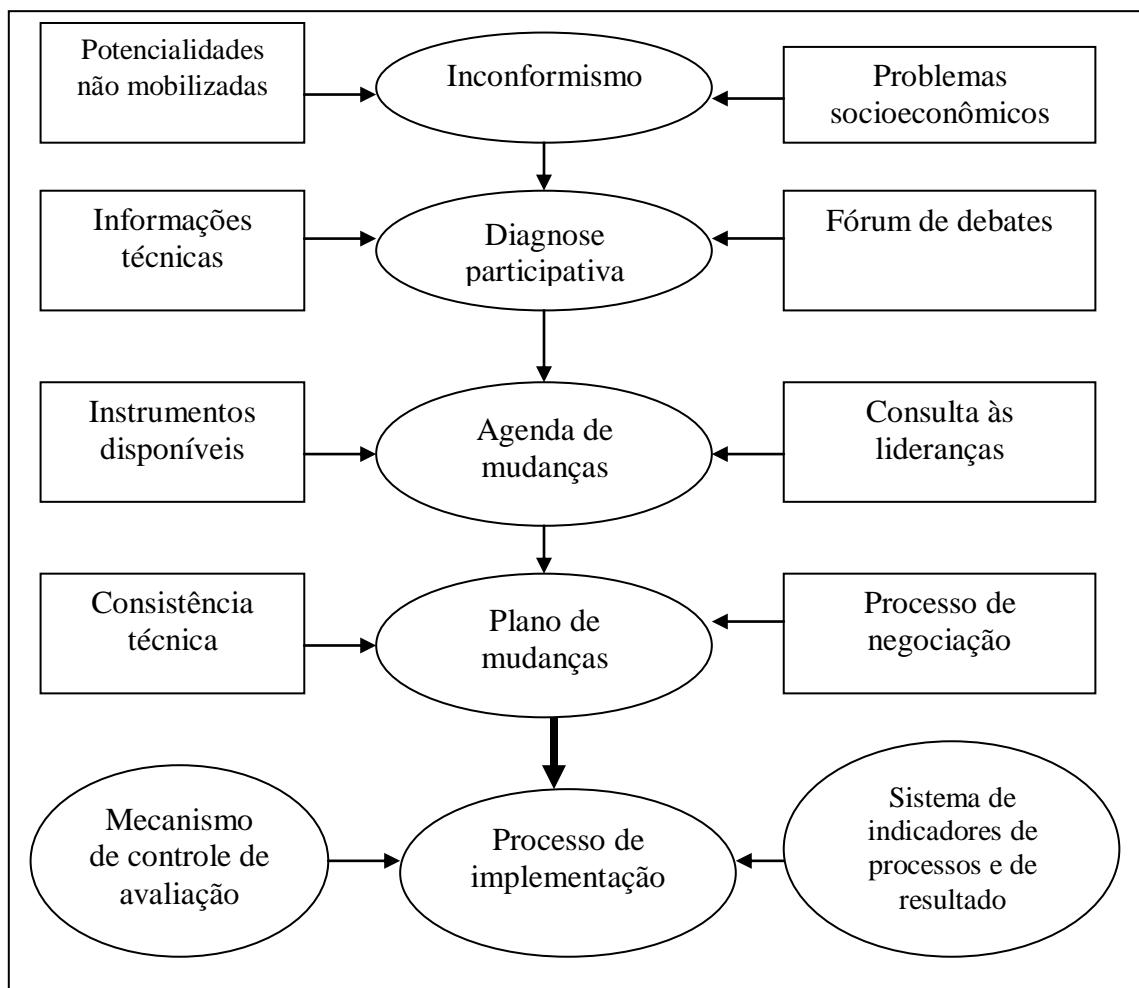 Potencialidades
não mobilizadas
Inconformismo
Problemas
socioeconômicos
Informações
técnicas
Diagnose
participativa
Fórum de debates
Instrumentos
disponíveis
Agenda de
mudanças
Consulta às
lideranças
Consistência
técnica
Plano de
mudanças
Processo de
negociação
Mecanismo
de controle de
avaliação
Processo de
implementação
Sistema de
indicadores de
processos e de
resultado